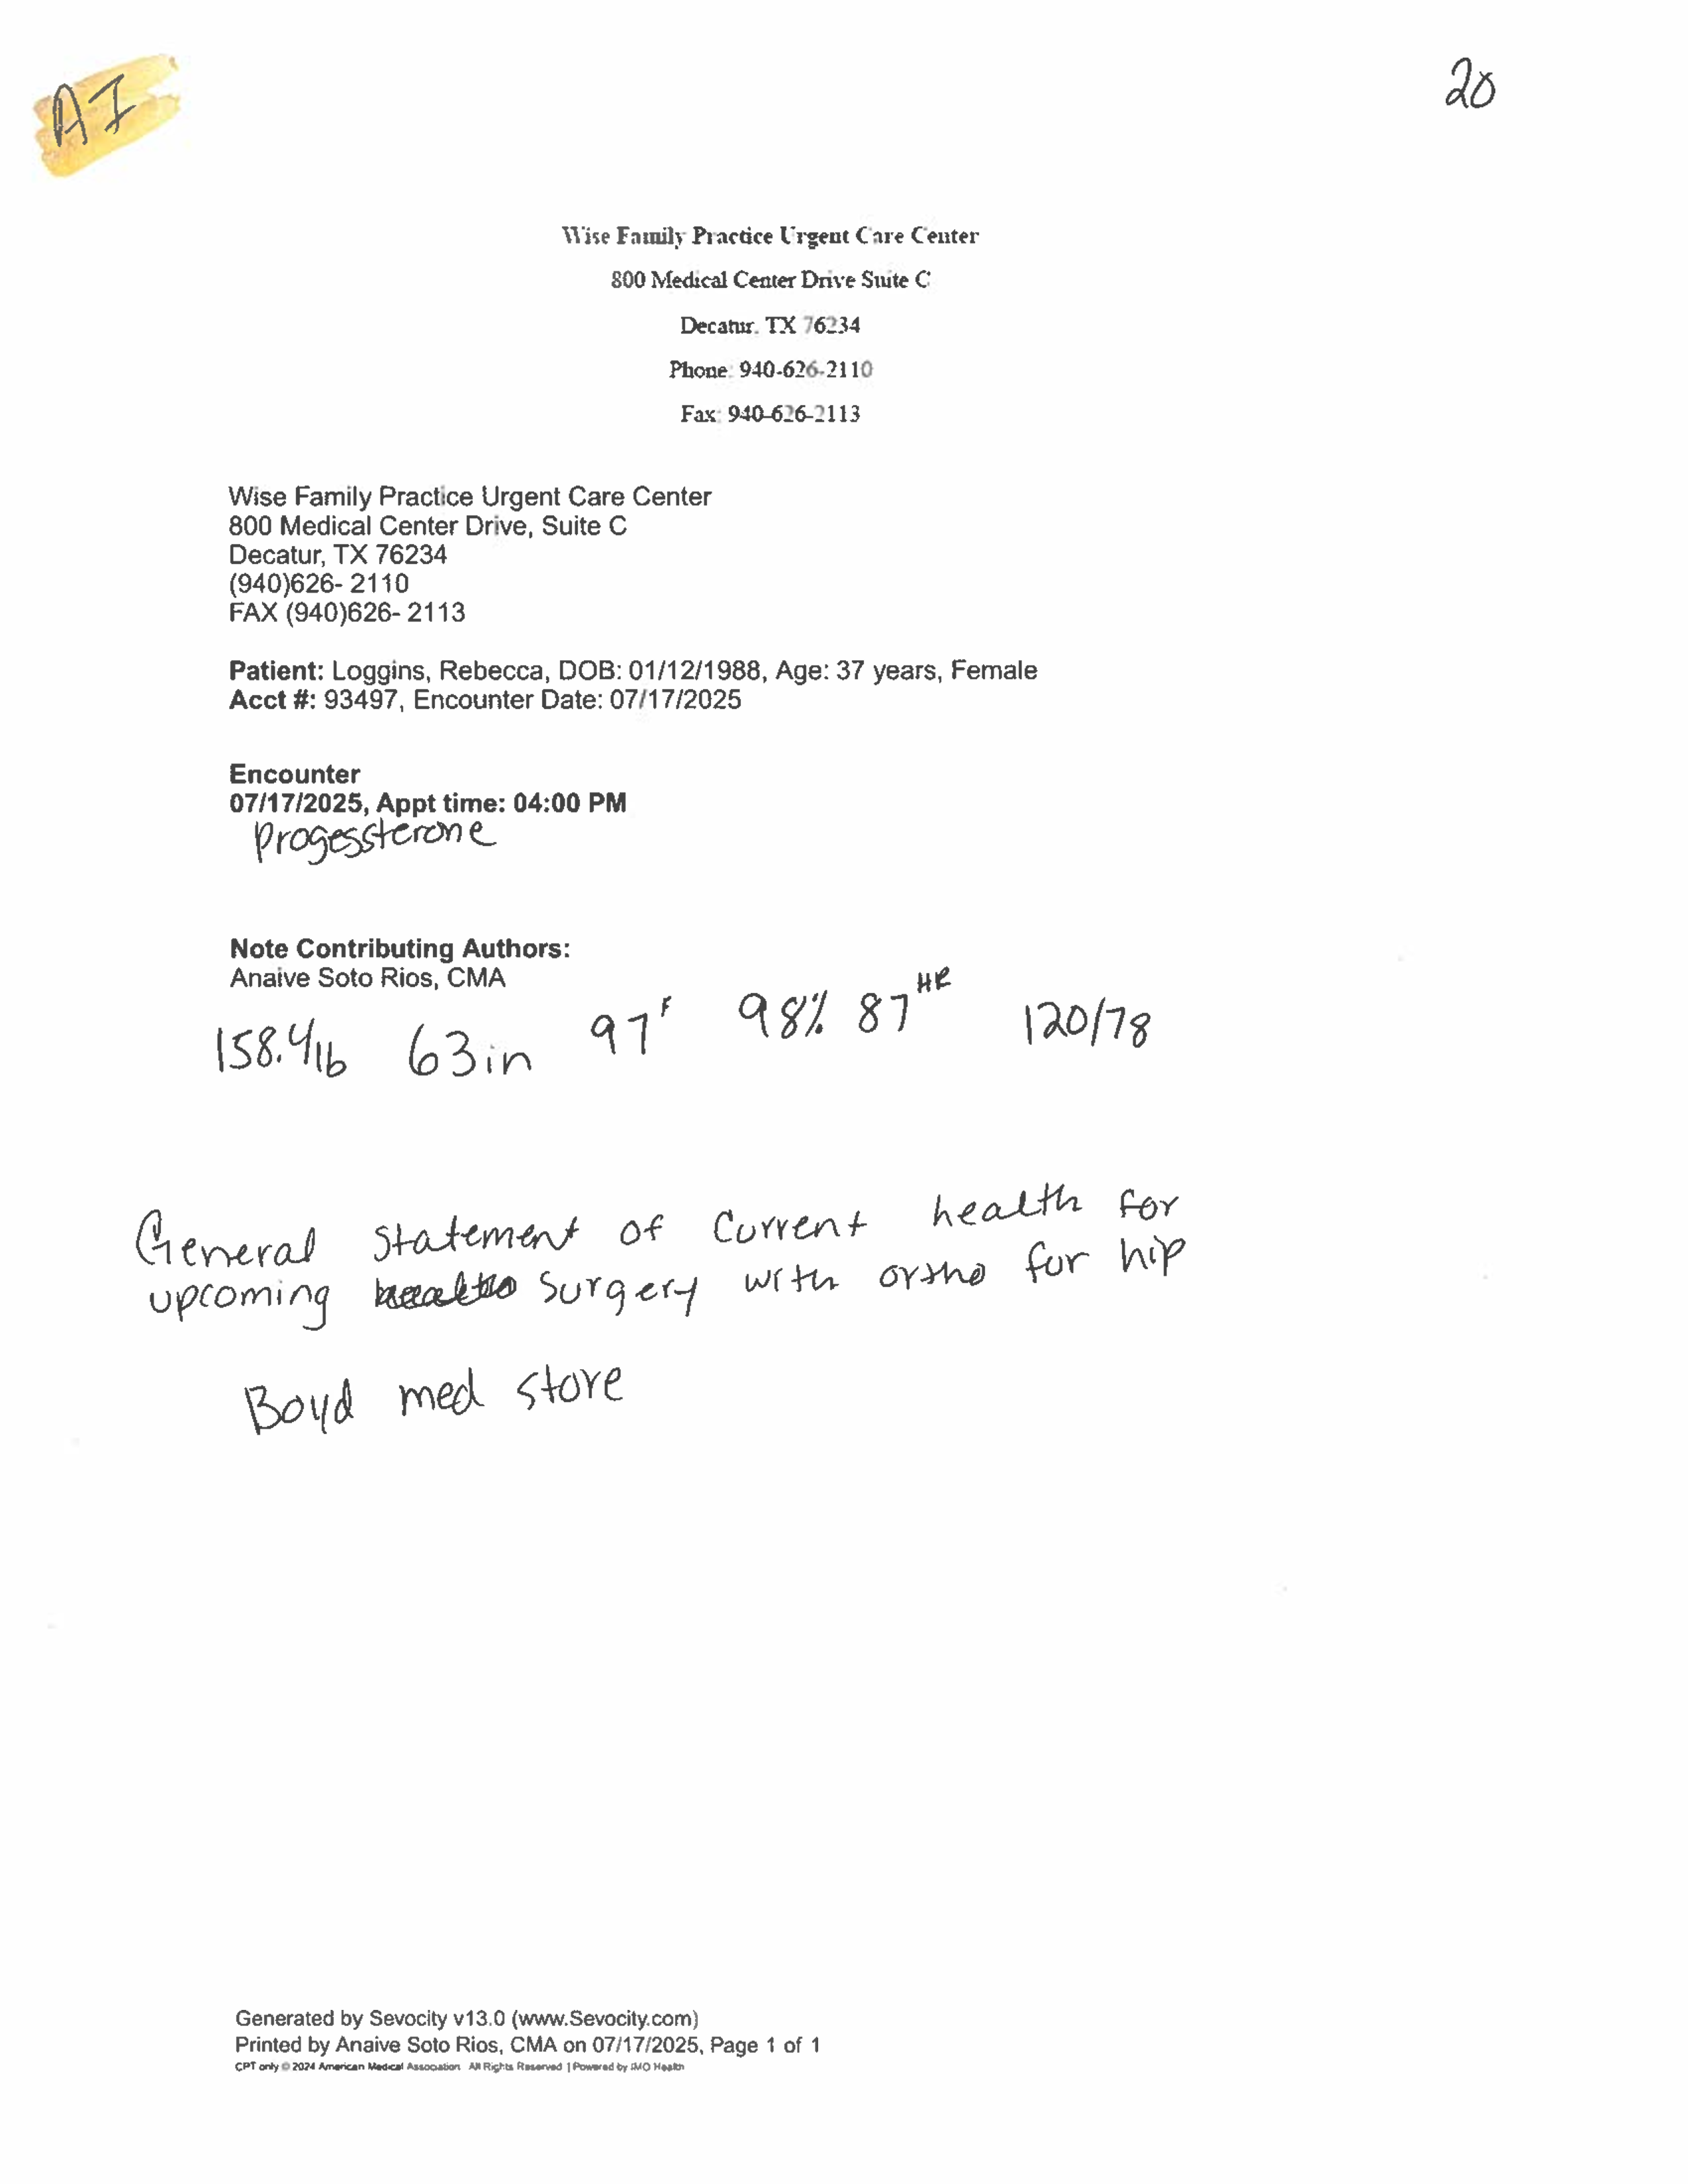 AI
20
Wise Family Practice Urgent Care Center
800 Medical Center Drive Suite C
Decatur, TX 76234
Phone: 940-626-2110
Fax: 940-626-2113
Wise Family Practice Urgent Care Center
800 Medical Center Drive, Suite C
Decatur, TX 76234
(940)626- 2110
FAX (940)626- 2113
Patient: Loggins, Rebecca, DOB: 01/12/1988, Age: 37 years, Female
Acct #: 93497, Encounter Date: 07/17/2025
Encounter
07/17/2025, Appt time: 04:00 PM
Progessterone
Note Contributing Authors:
Anaive Soto Rios, CMA
158.4lb 63in 97F 98% 87HR 120/78
General statement of current health for
upcoming surgery with ortho for hip
Boyd med store
Generated by Sevocity v13.0 (www.Sevocity.com)
Printed by Anaive Soto Rios, CMA on 07/17/2025, Page 1 of 1
CPT only © 2024 American Medical Association All Rights Reserved | Powered by IMO Health